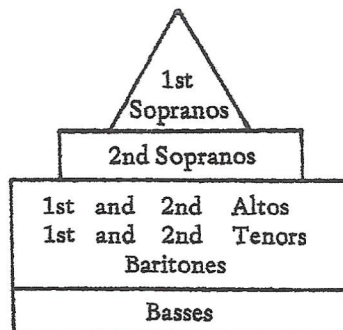 1st
Sopranos
2nd Sopranos
1st and 2nd Altos
1st and 2nd Tenors
Baritones
Basses